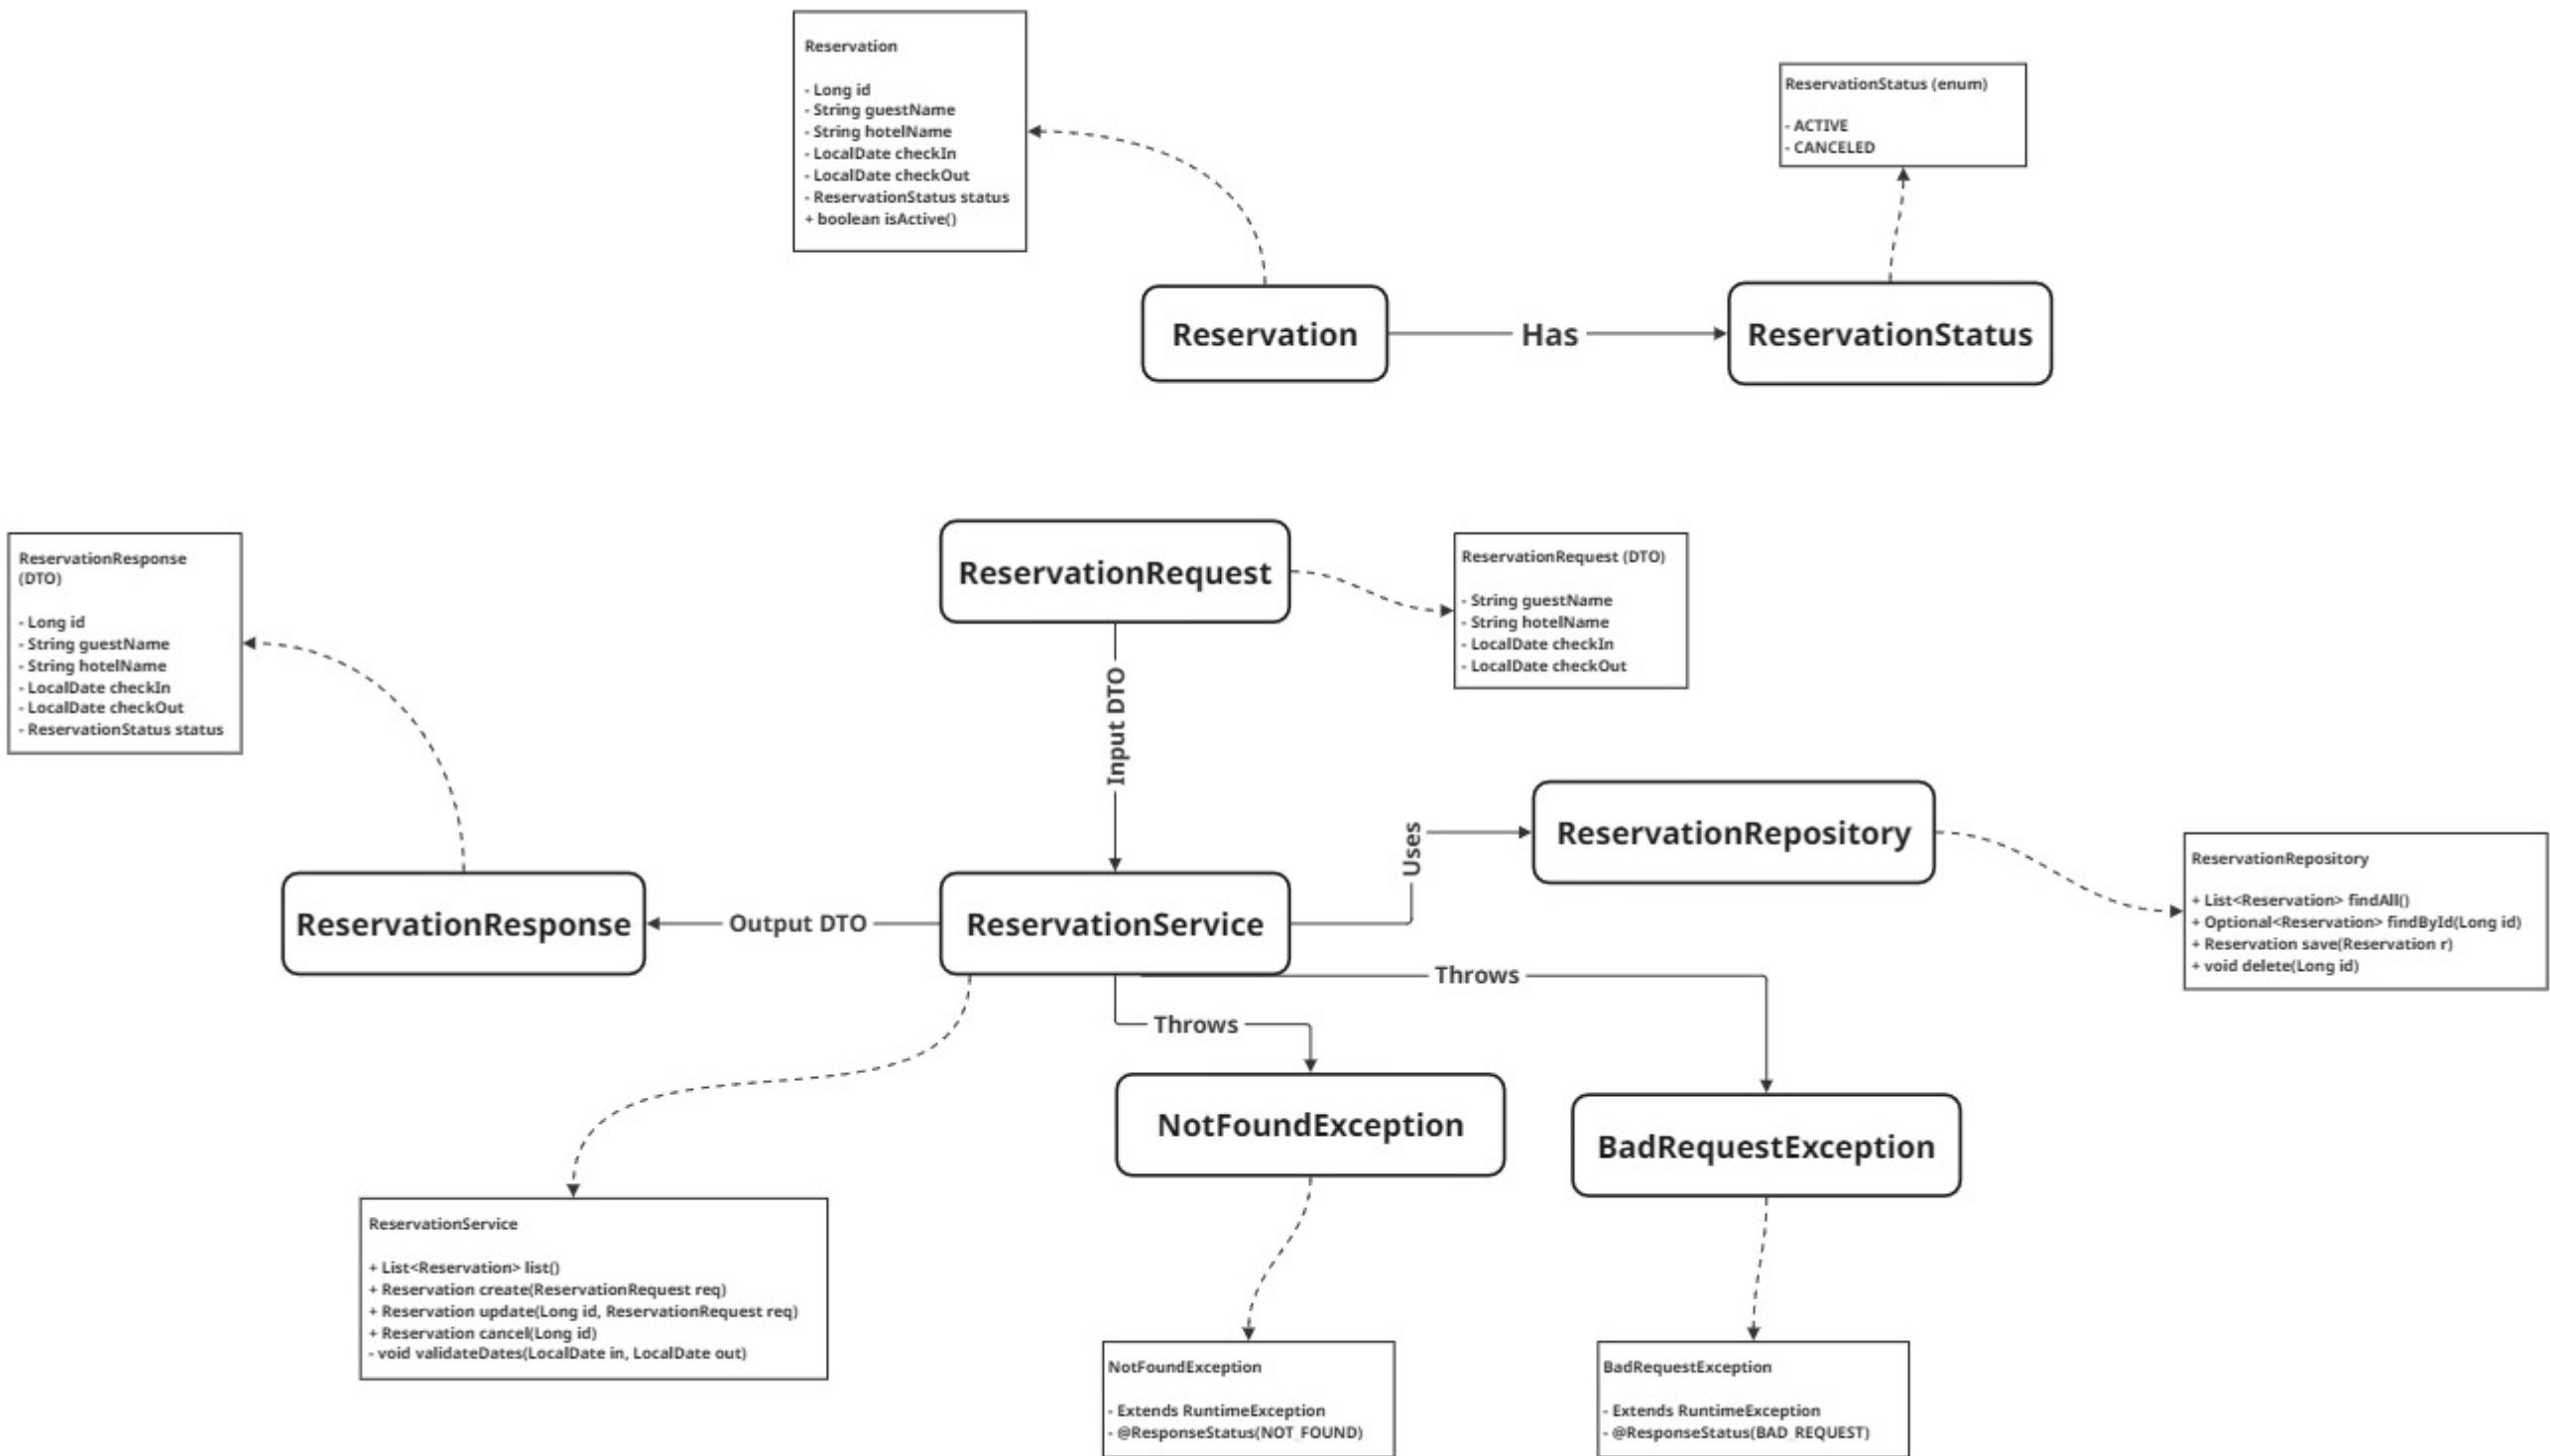 Reservation
- Long id
- String guestName
- String hotelName
- LocalDate checkIn
- LocalDate checkOut
- ReservationStatus status
+ boolean isActive()
ReservationStatus (enum)
- ACTIVE
- CANCELED
Reservation
Has
ReservationStatus
ReservationResponse
(DTO)
- Long id
- String guestName
- String hotelName
- LocalDate checkIn
- LocalDate checkOut
- ReservationStatus status
ReservationRequest
ReservationRequest (DTO)
- String guestName
- String hotelName
- LocalDate checkIn
- LocalDate checkOut
Input DTO
ReservationResponse
Output DTO
ReservationService
Uses
ReservationRepository
ReservationRepository
+ List<Reservation> findAll()
+ Optional<Reservation> findById(Long id)
+ Reservation save(Reservation r)
+ void delete(Long id)
Throws
Throws
NotFoundException
BadRequestException
ReservationService
+ List<Reservation> list()
+ Reservation create(ReservationRequest req)
+ Reservation update(Long id, ReservationRequest req)
+ Reservation cancel(Long id)
- void validateDates(LocalDate in, LocalDate out)
NotFoundException
- Extends RuntimeException
- @ResponseStatus(NOT_FOUND)
BadRequestException
- Extends RuntimeException
- @ResponseStatus(BAD_REQUEST)